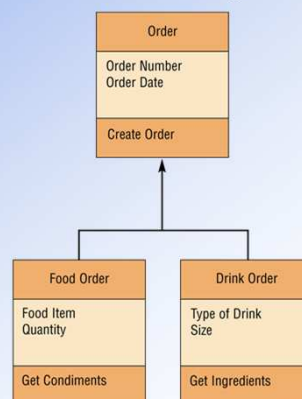 Order
Order Number
Order Date
Create Order
Food Order
Food Item
Quantity
Get Condiments
Drink Order
Type of Drink
Size
Get Ingredients